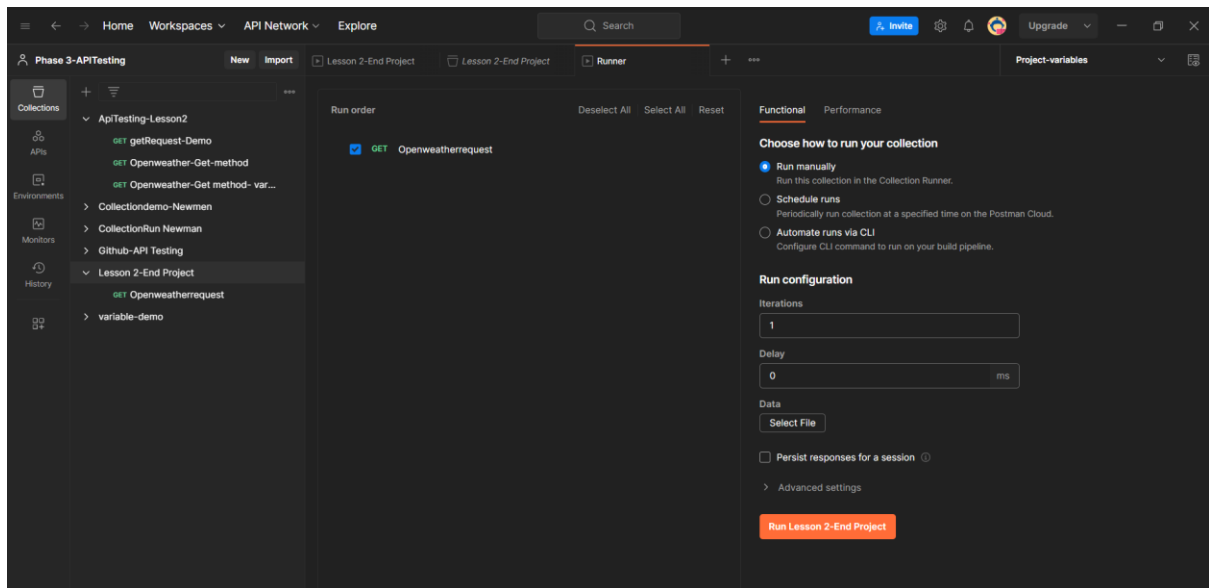 Home Workspaces API Network Explore Search Invite Upgrade
Phase 3-APITesting New Import Lesson 2-End Project Lesson 2-End Project Runner Project-variables
Collections
APIs
Environments
Monitors
History
ApiTesting-Lesson2
GET getRequest-Demo
GET Openweather-Get-method
GET Openweather-Get method- var...
Collectiondemo-Newmen
CollectionRun Newman
Github-API Testing
Lesson 2-End Project
GET Openweatherrequest
variable-demo
Run order Deselect All Select All Reset
GET Openweatherrequest
Functional Performance
Choose how to run your collection
Run manually
Run this collection in the Collection Runner.
Schedule runs
Periodically run collection at a specified time on the Postman Cloud.
Automate runs via CLI
Configure CLI command to run on your build pipeline.
Run configuration
Iterations
1
Delay
0 ms
Data
Select File
Persist responses for a session
Advanced settings
Run Lesson 2-End Project